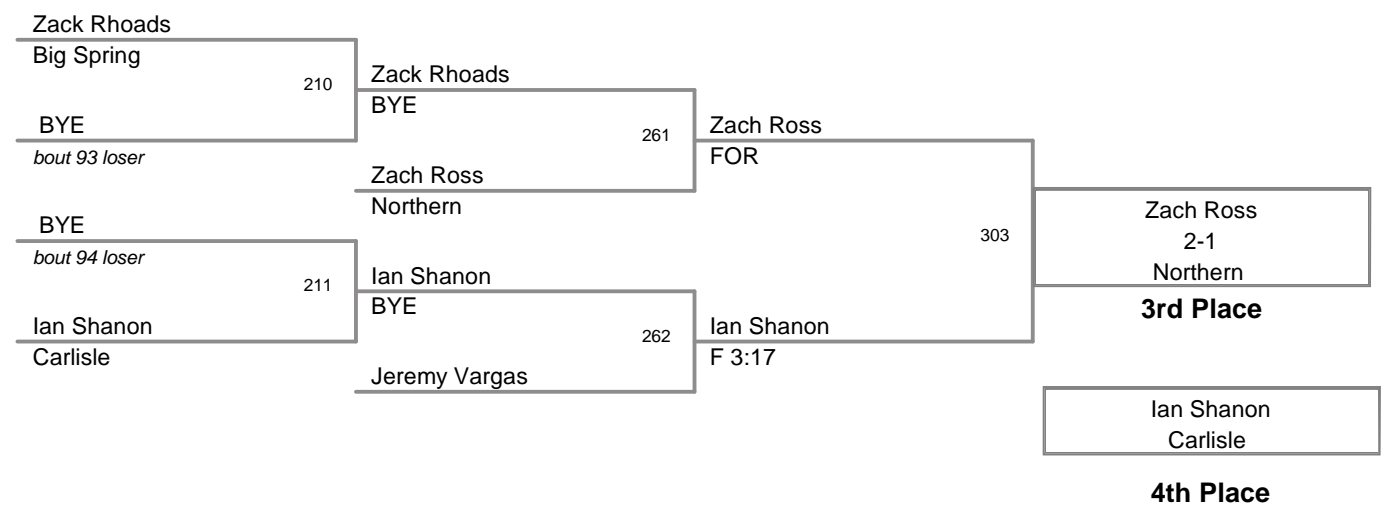 Zack Rhoads
Big Spring
210
BYE
bout 93 loser
BYE
bout 94 loser
211
Ian Shanon
Carlisle
Zack Rhoads
BYE
261
Zach Ross
Northern
Ian Shanon
BYE
262
Jeremy Vargas
Zach Ross
FOR
303
Ian Shanon
F 3:17
Zach Ross
2-1
Northern
3rd Place
Ian Shanon
Carlisle
4th Place